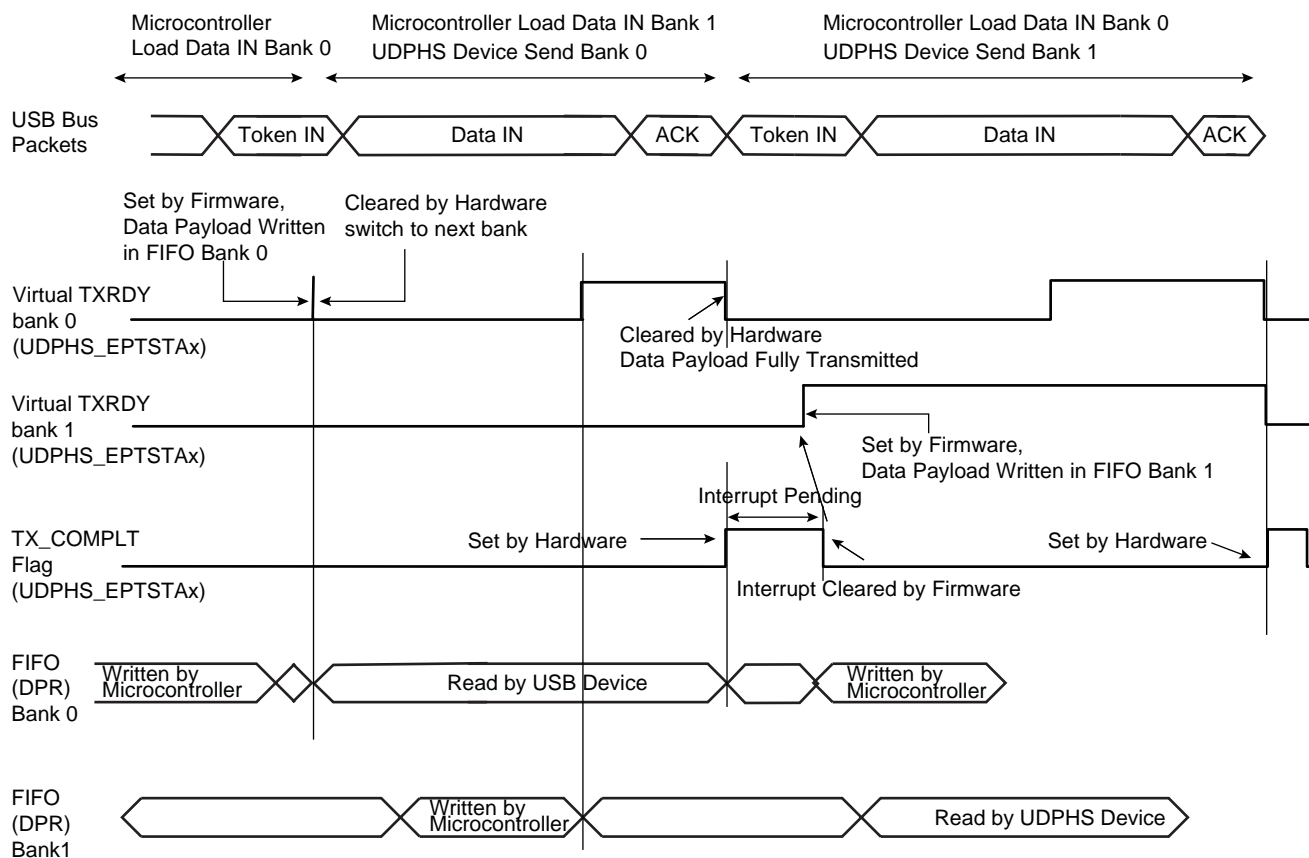 Microcontroller
Load Data IN Bank 0
Microcontroller Load Data IN Bank 1
UDPHS Device Send Bank 0
Microcontroller Load Data IN Bank 0
UDPHS Device Send Bank 1
USB Bus
Packets
Token IN
Data IN
ACK
Token IN
Data IN
ACK
Set by Firmware,
Data Payload Written
in FIFO Bank 0
Cleared by Hardware
switch to next bank
Virtual TXRDY
bank 0
(UDPHS_EPTSTAx)
Cleared by Hardware
Data Payload Fully Transmitted
Virtual TXRDY
bank 1
(UDPHS_EPTSTAx)
Set by Firmware,
Data Payload Written in FIFO Bank 1
Interrupt Pending
TX_COMPLT
Flag
(UDPHS_EPTSTAx)
Set by Hardware
Set by Hardware
Interrupt Cleared by Firmware
FIFO
(DPR)
Bank 0
Written by
Microcontroller
Read by USB Device
Written by
Microcontroller
FIFO
(DPR)
Bank1
Written by
Microcontroller
Read by UDPHS Device